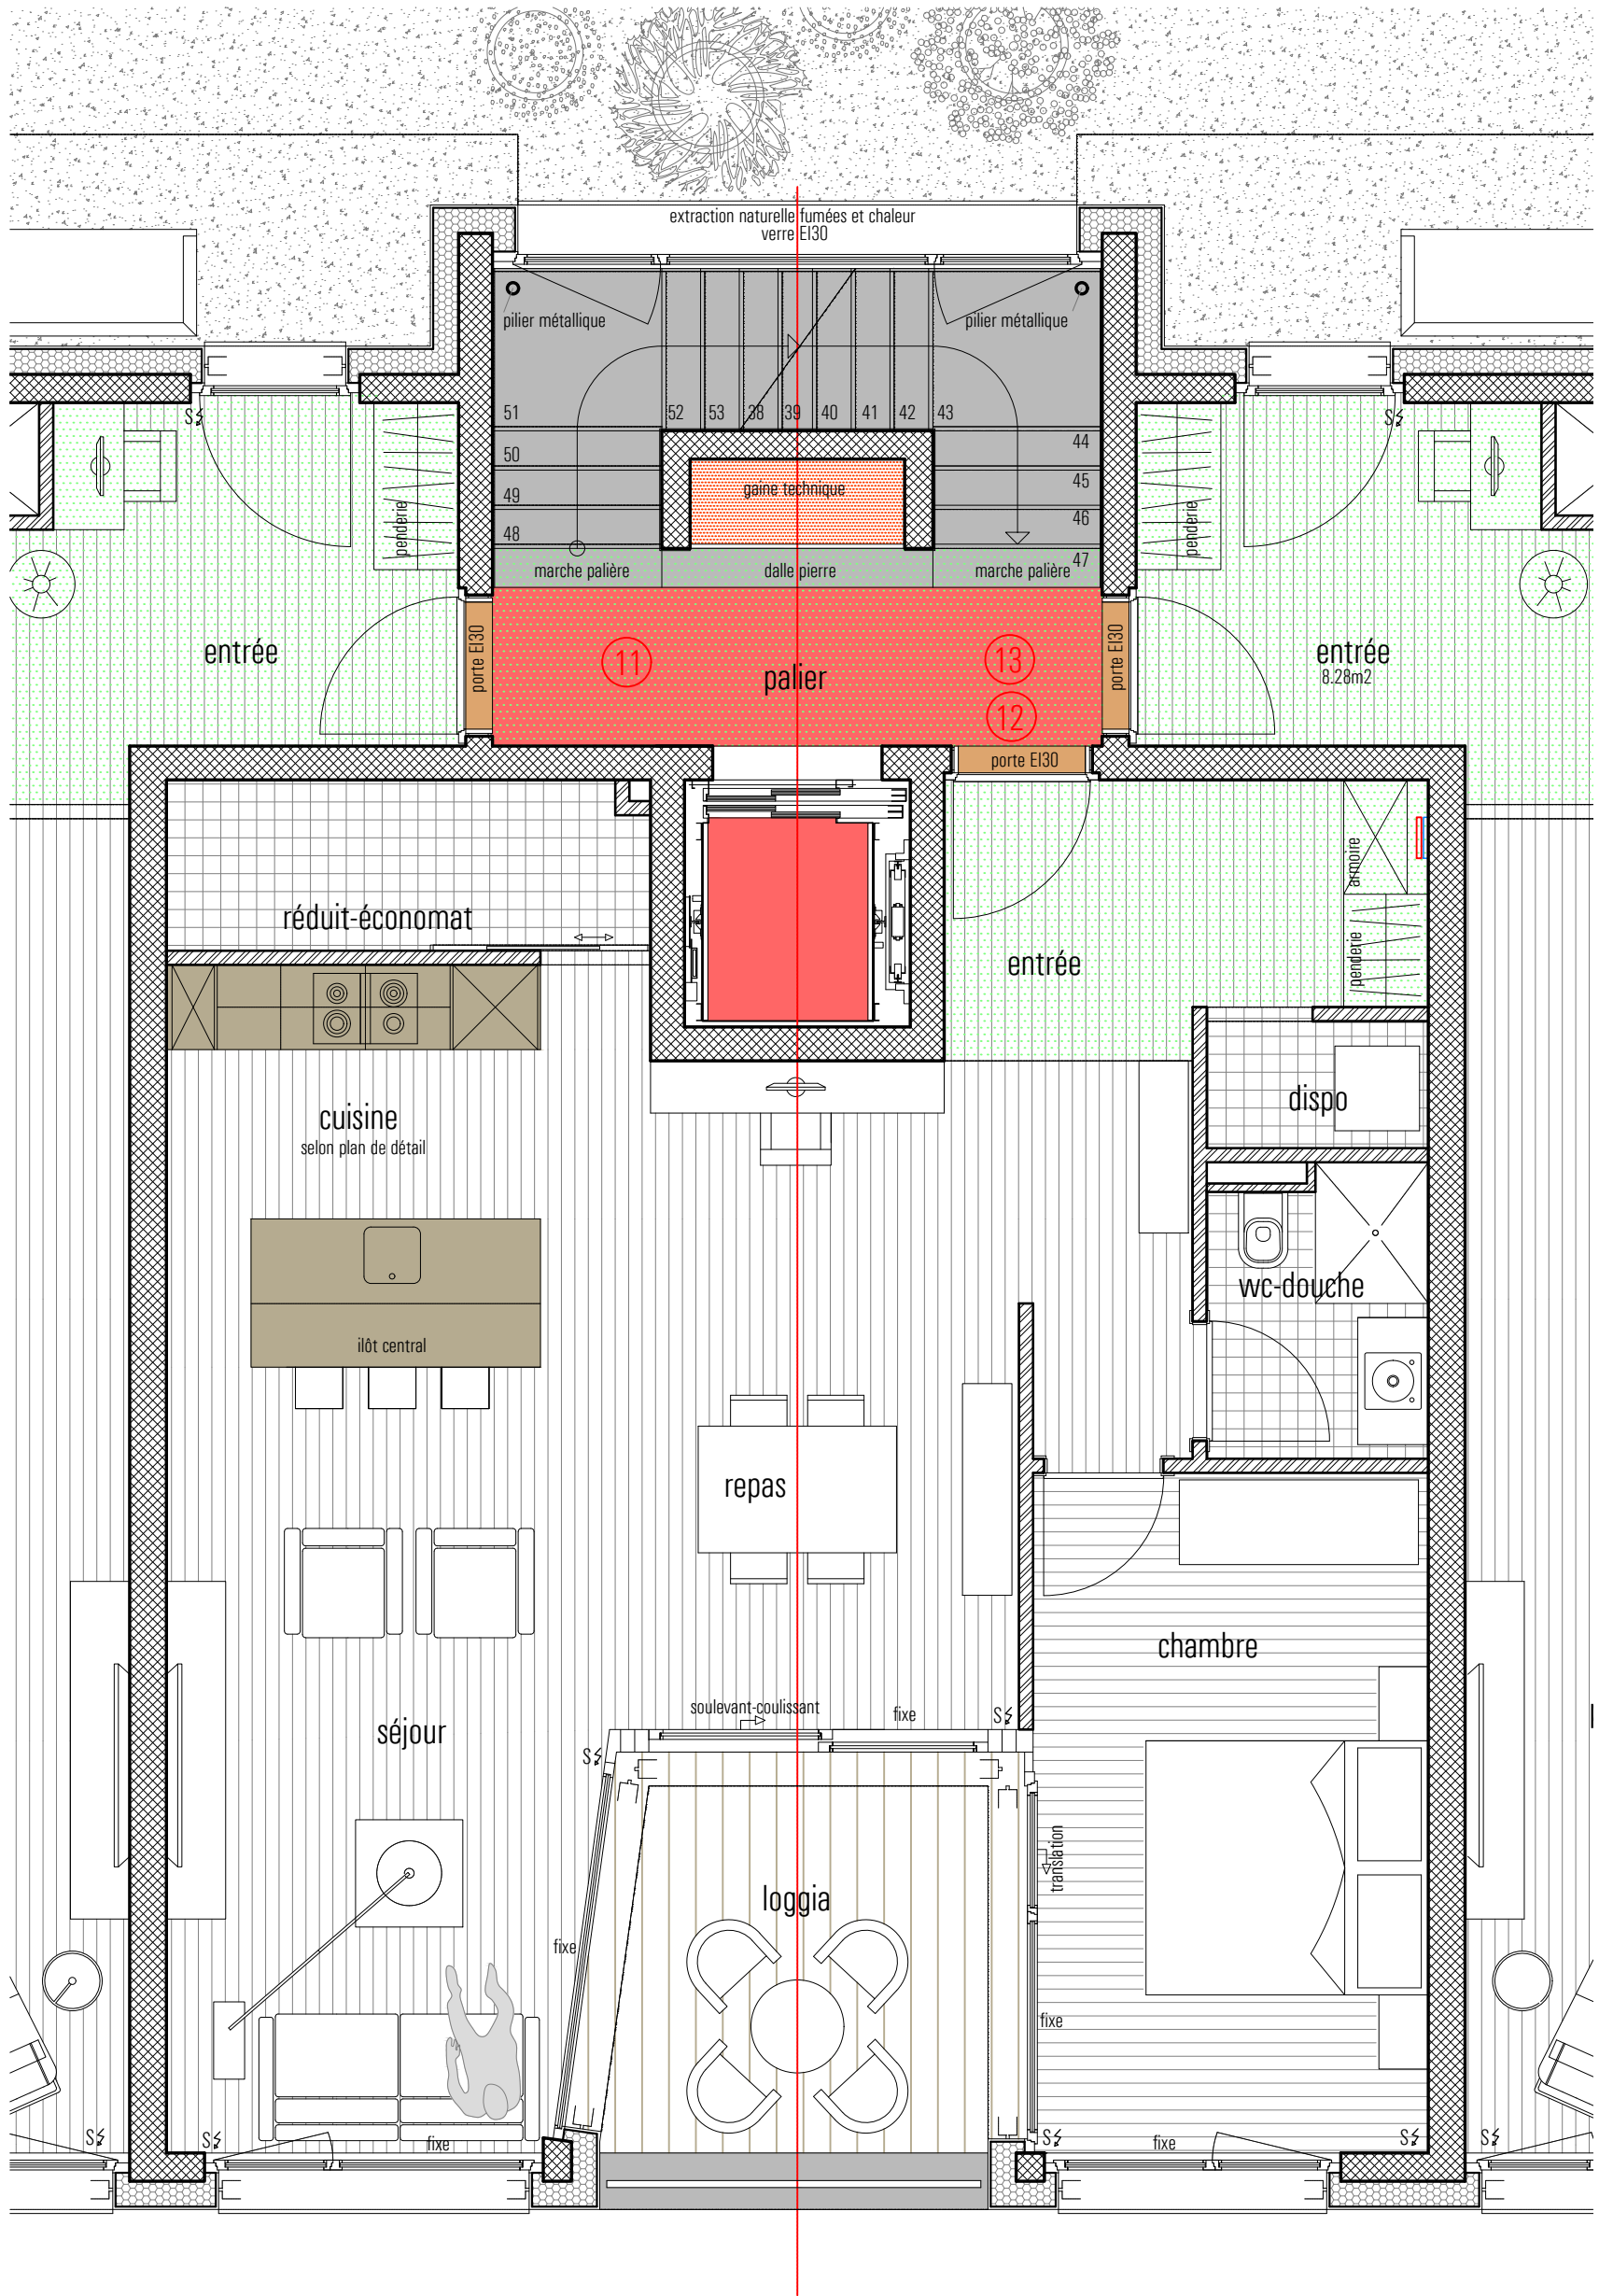 extraction naturelle fumées et chaleur
verre EI30
pilier métallique
pilier métallique
S
51
52
53
38
39
40
41
42
43
S
44
50
45
49
gaine technique
46
48
penderie
penderie
47
marche palière
dalle pierre
marche palière
entrée
porte EI30
11
palier
13
porte EI30
entrée
8.28m2
12
porte EI30
armoire
réduit-économat
entrée
penderie
cuisine
selon plan de détail
dispo
wc-douche
ilôt central
repas
chambre
séjour
soulevant-coulissant
fixe
S
S
translation
loggia
fixe
fixe
S
S
fixe
S
fixe
S
S